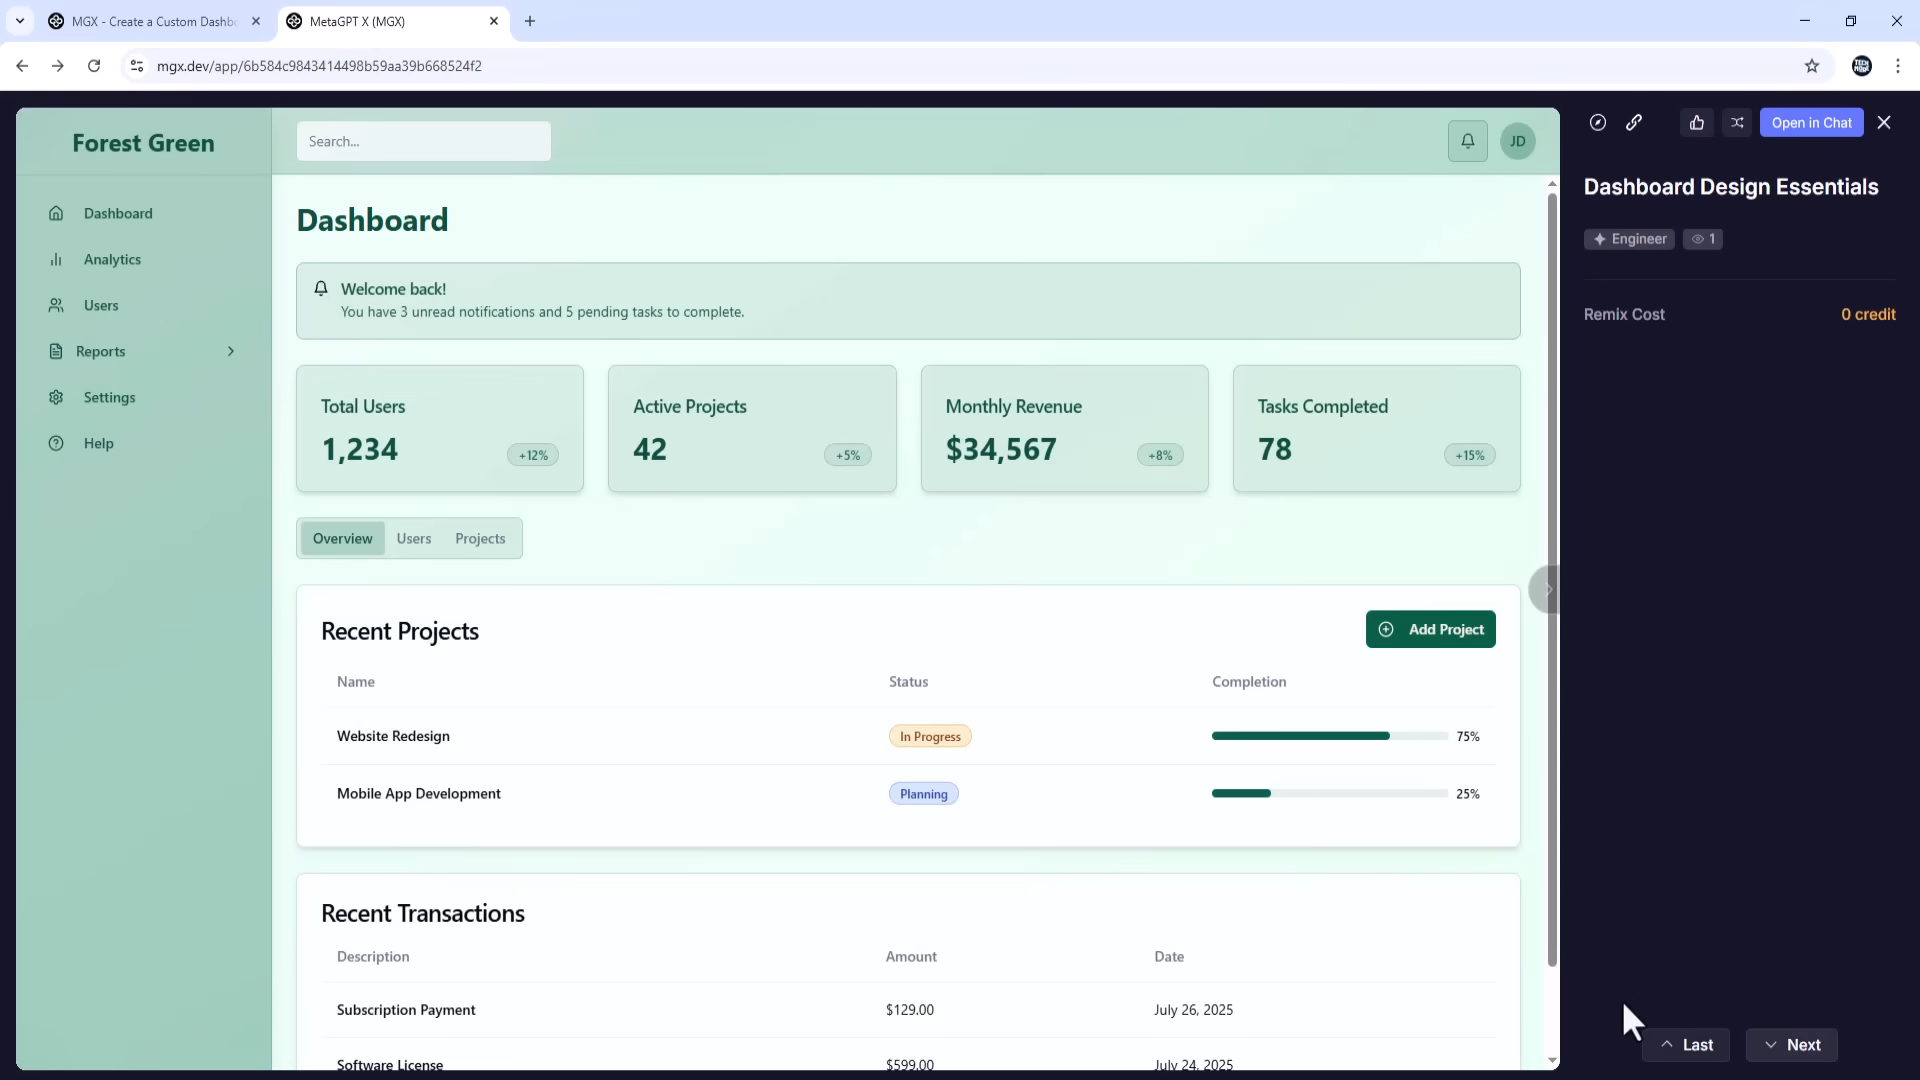 MGX - Create a Custom Dashb
MetaGPT X (MGX)
mgx.dev/app/6b584c9843414498b59aa39b668524f2
Forest Green
Dashboard
Analytics
Users
Reports
Settings
Help
Search...
JD
Dashboard
Welcome back!
You have 3 unread notifications and 5 pending tasks to complete.
Total Users
1,234
+12%
Active Projects
42
+5%
Monthly Revenue
$34,567
+8%
Tasks Completed
78
+15%
Overview Users Projects
Recent Projects
Add Project
Name Status Completion
Website Redesign In Progress 75%
Mobile App Development Planning 25%
Recent Transactions
Description Amount Date
Subscription Payment $129.00 July 26, 2025
Software License $599.00 July 24, 2025
Open in Chat
Dashboard Design Essentials
Engineer 1
Remix Cost 0 credit
Last Next